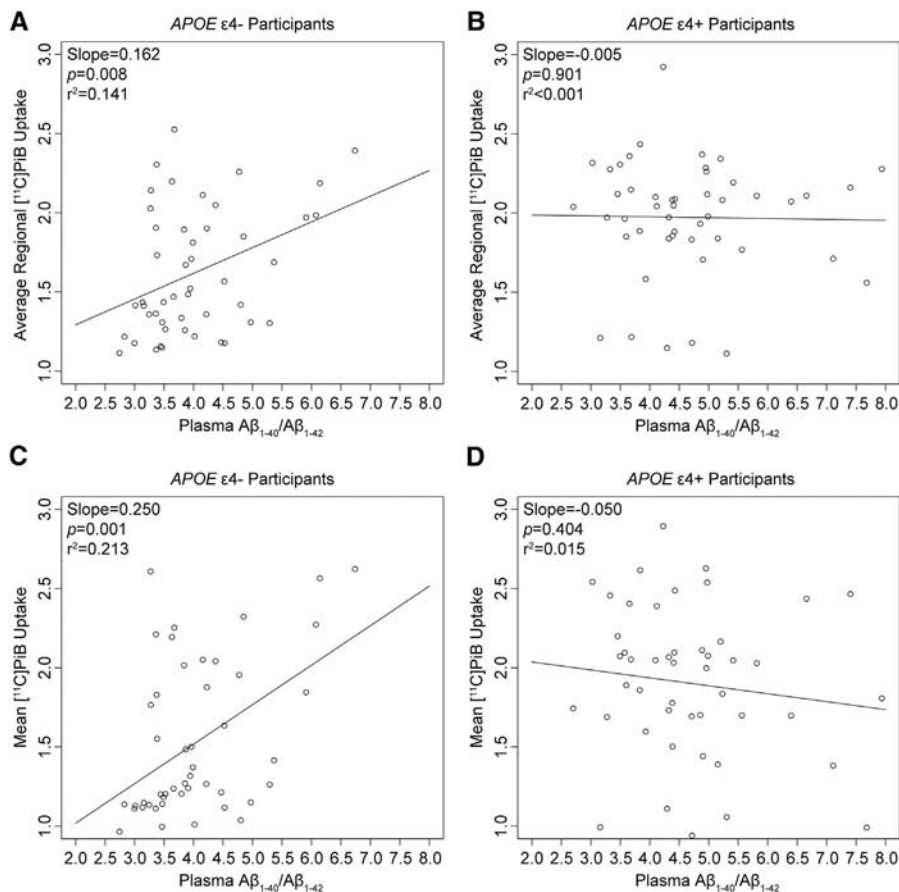 A
APOE ε4- Participants
Slope=0.162
p=0.008
r²=0.141
Average Regional [¹¹C]PiB Uptake
3.0
2.5
2.0
1.5
1.0
2.0 2.5 3.0 3.5 4.0 4.5 5.0 5.5 6.0 6.5 7.0 7.5 8.0
Plasma Aβ₁₋₄₀/Aβ₁₋₄₂
B
APOE ε4+ Participants
Slope=-0.005
p=0.901
r²<0.001
Average Regional [¹¹C]PiB Uptake
3.0
2.5
2.0
1.5
1.0
2.0 2.5 3.0 3.5 4.0 4.5 5.0 5.5 6.0 6.5 7.0 7.5 8.0
Plasma Aβ₁₋₄₀/Aβ₁₋₄₂
C
APOE ε4- Participants
Slope=0.250
p=0.001
r²=0.213
Mean [¹¹C]PiB Uptake
3.0
2.5
2.0
1.5
1.0
2.0 2.5 3.0 3.5 4.0 4.5 5.0 5.5 6.0 6.5 7.0 7.5 8.0
Plasma Aβ₁₋₄₀/Aβ₁₋₄₂
D
APOE ε4+ Participants
Slope=-0.050
p=0.404
r²=0.015
Mean [¹¹C]PiB Uptake
3.0
2.5
2.0
1.5
1.0
2.0 2.5 3.0 3.5 4.0 4.5 5.0 5.5 6.0 6.5 7.0 7.5 8.0
Plasma Aβ₁₋₄₀/Aβ₁₋₄₂